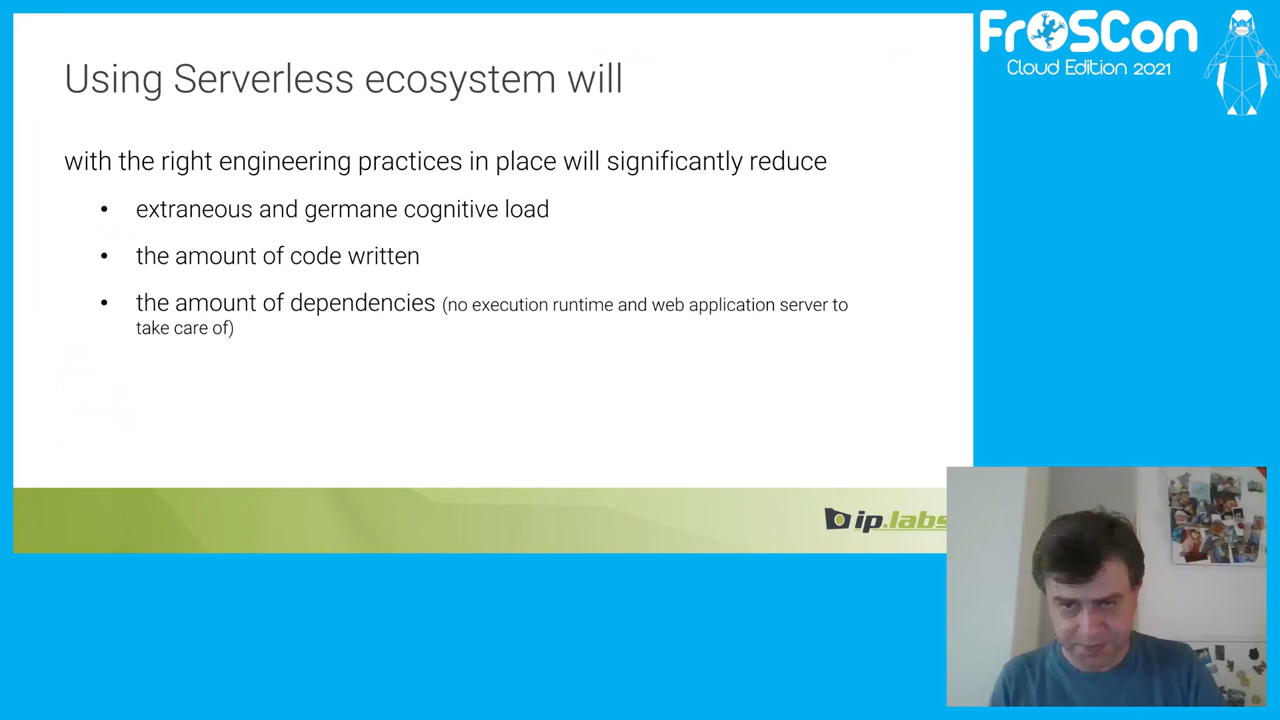 FrOSCon
Cloud Edition 2021
Using Serverless ecosystem will
with the right engineering practices in place will significantly reduce
• extraneous and germane cognitive load
• the amount of code written
• the amount of dependencies (no execution runtime and web application server to
take care of)
ip.labs